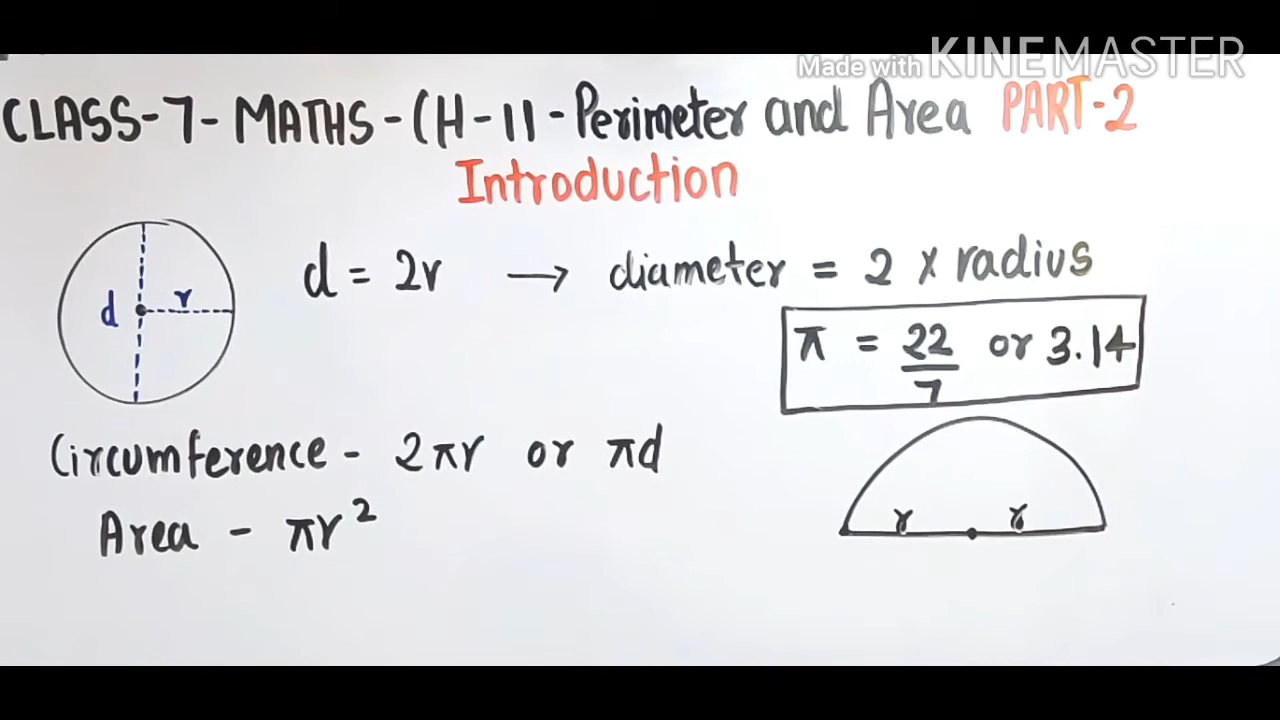 Made with KINEMASTER
CLASS-7-MATHS-CH-11-Perimeter and Area PART-2
Introduction
d r
d = 2r → diameter = 2 × radius
π = 22/7 or 3.14
Circumference - 2πr or πd
Area - πr²
r r